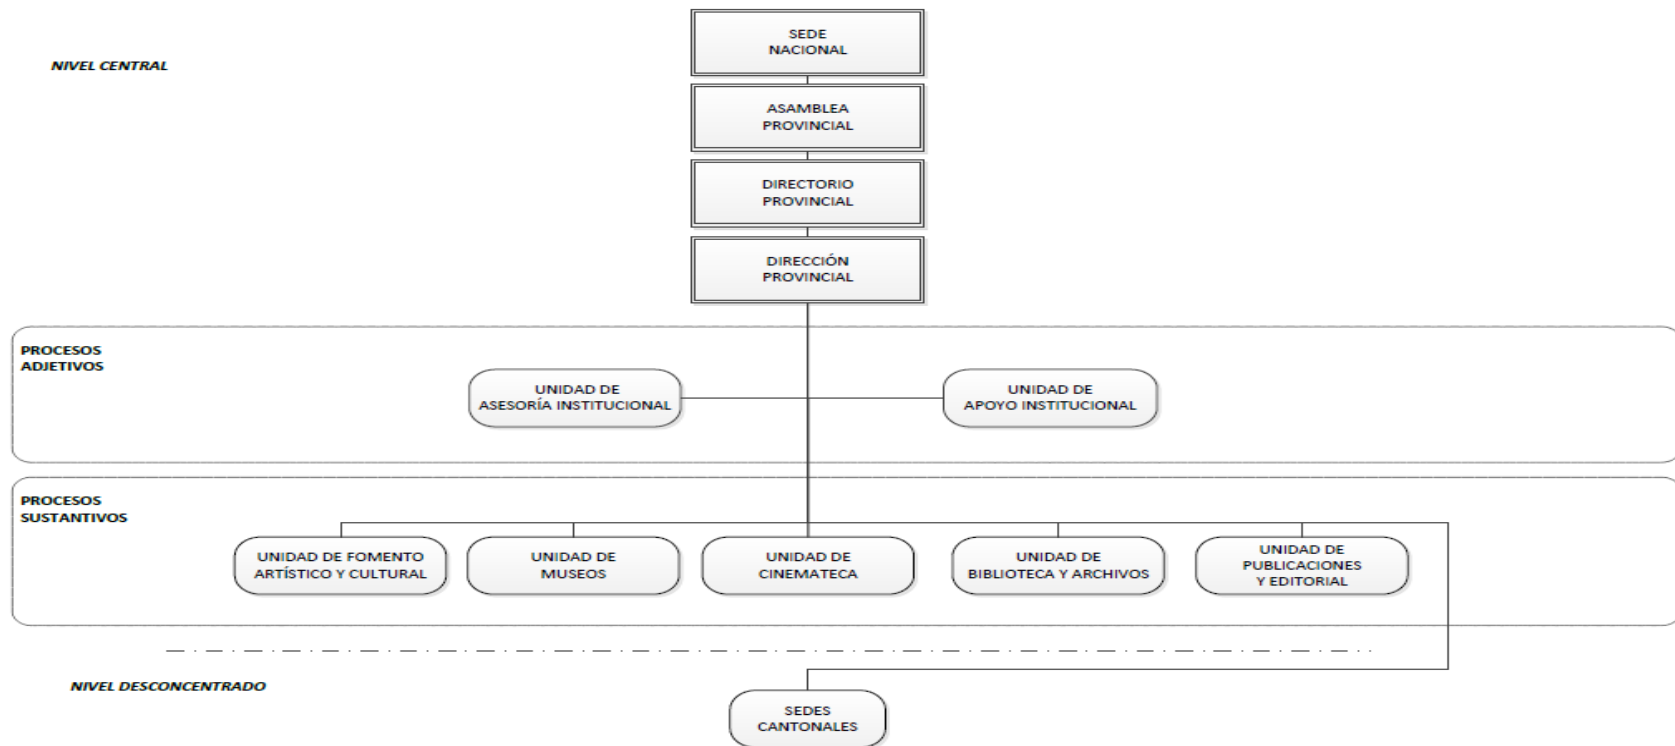 SEDE
NACIONAL
NIVEL CENTRAL
ASAMBLEA
PROVINCIAL
DIRECTORIO
PROVINCIAL
DIRECCIÓN
PROVINCIAL
PROCESOS
ADJETIVOS
UNIDAD DE
ASESORÍA INSTITUCIONAL
UNIDAD DE
APOYO INSTITUCIONAL
PROCESOS
SUSTANTIVOS
UNIDAD DE FOMENTO
ARTÍSTICO Y CULTURAL
UNIDAD DE
MUSEOS
UNIDAD DE
CINEMATECA
UNIDAD DE
BIBLIOTECA Y ARCHIVOS
UNIDAD DE
PUBLICACIONES
Y EDITORIAL
NIVEL DESCONCENTRADO
SEDES
CANTONALES